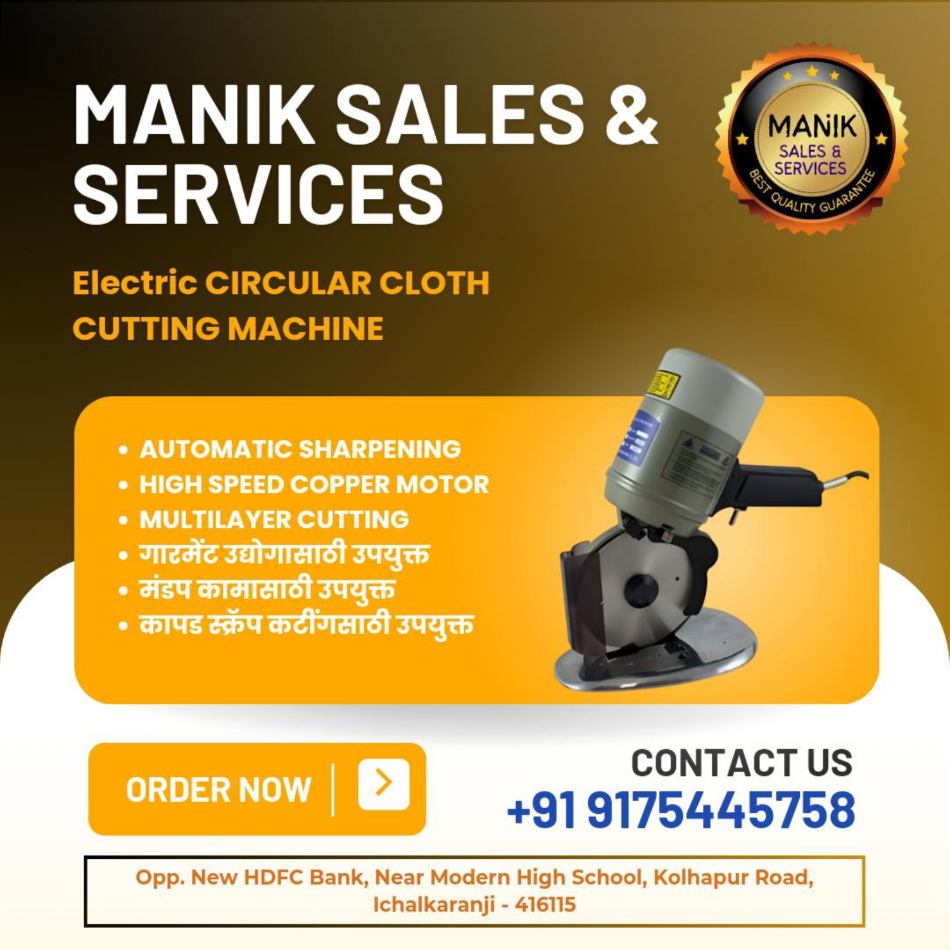 MANIK SALES &
SERVICES
MANiK
SALES &
SERVICES
BEST QUALITY GUARANTEE
Electric CIRCULAR CLOTH
CUTTING MACHINE
AUTOMATIC SHARPENING
HIGH SPEED COPPER MOTOR
MULTILAYER CUTTING
गारमेंट उद्योगासाठी उपयुक्त
मंडप कामासाठी उपयुक्त
कापड स्क्रॅप कटींगसाठी उपयुक्त
ORDER NOW
CONTACT US
+91 9175445758
Opp. New HDFC Bank, Near Modern High School, Kolhapur Road,
Ichalkaranji - 416115